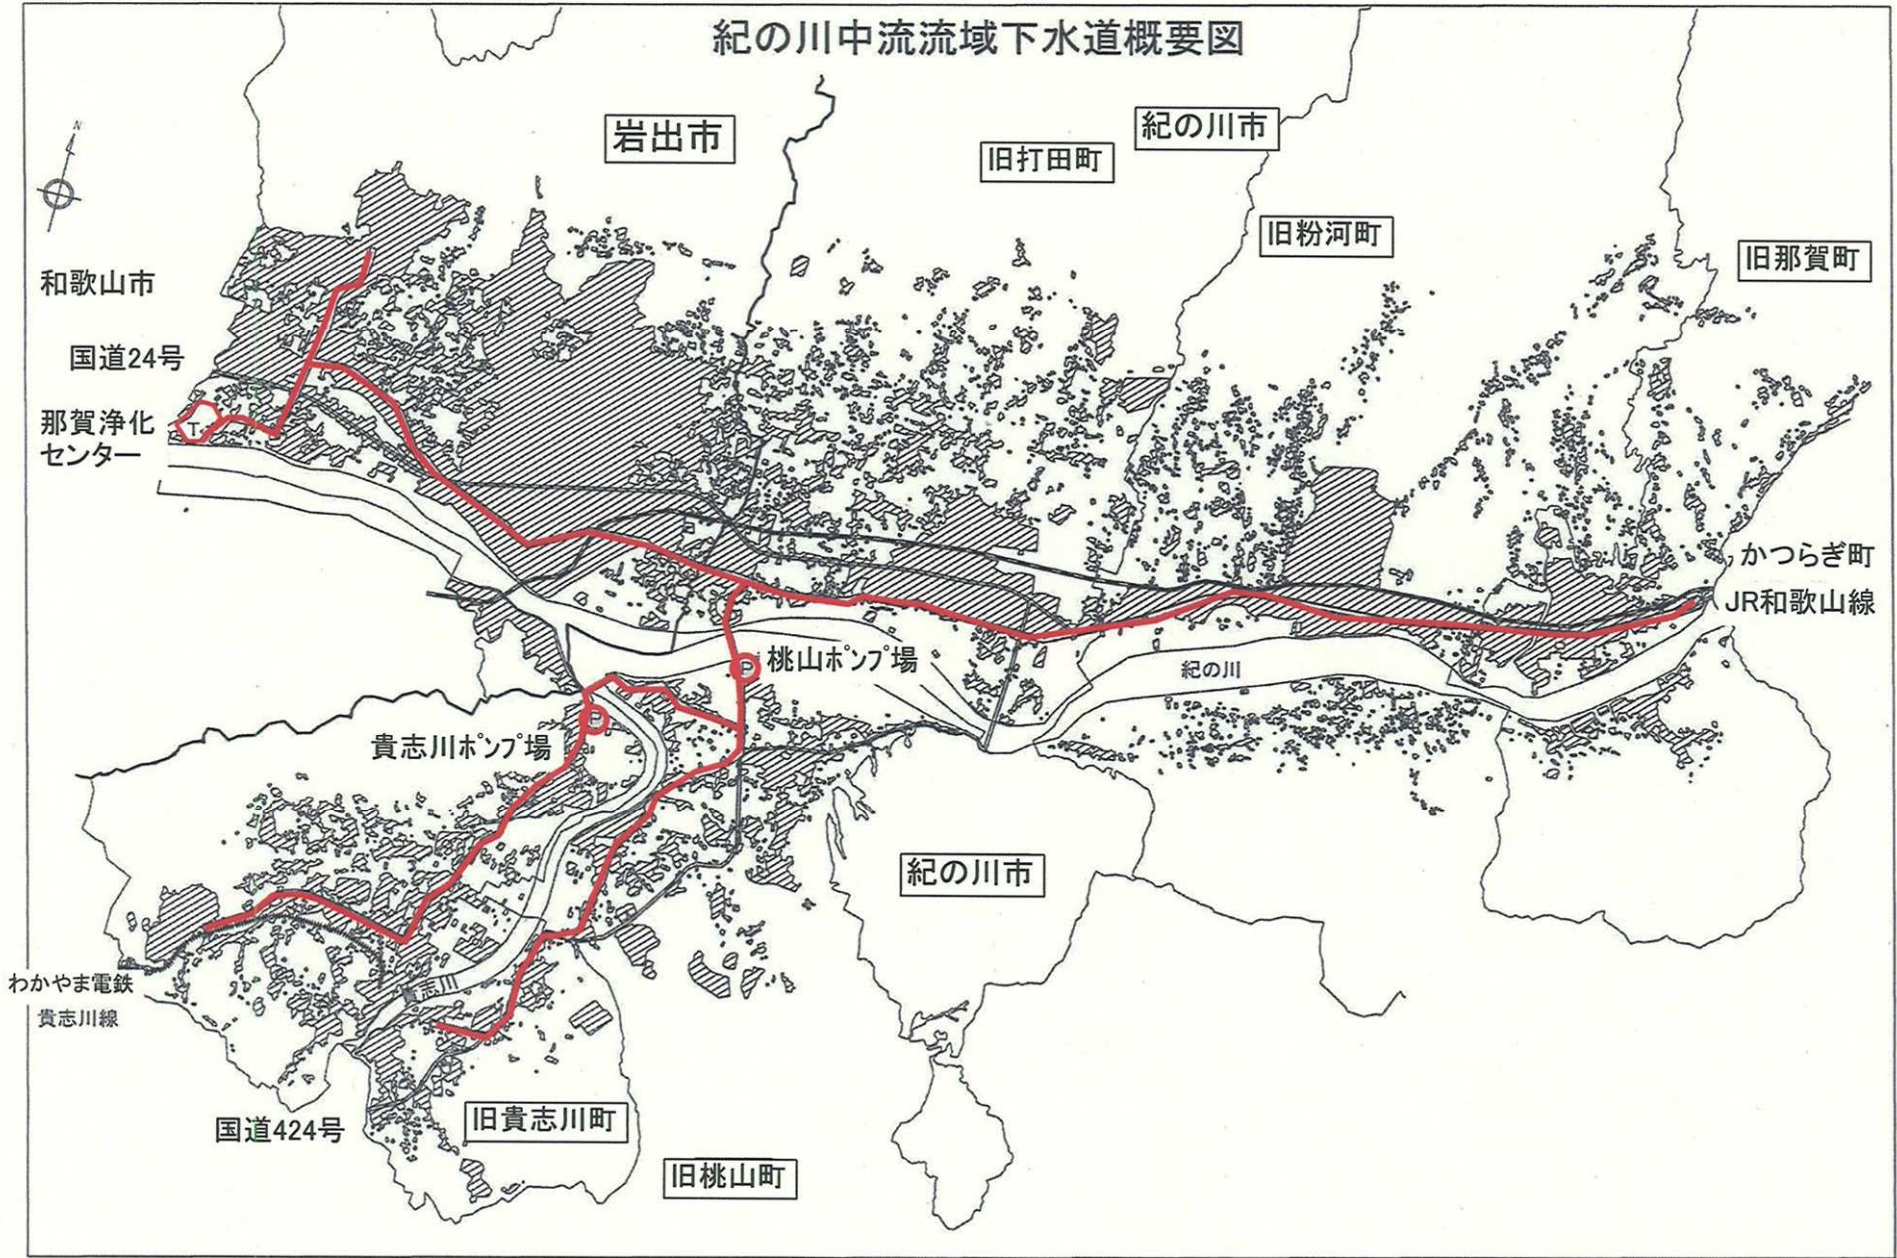 紀の川中流流域下水道概要図
N
岩出市
紀の川市
旧打田町
旧粉河町
旧那賀町
和歌山市
国道24号
那賀浄化
センター
T
かつらぎ町
JR和歌山線
紀の川
P
桃山ポンプ場
P
貴志川ポンプ場
紀の川市
わかやま電鉄
貴志川線
貴志川
国道424号
旧貴志川町
旧桃山町